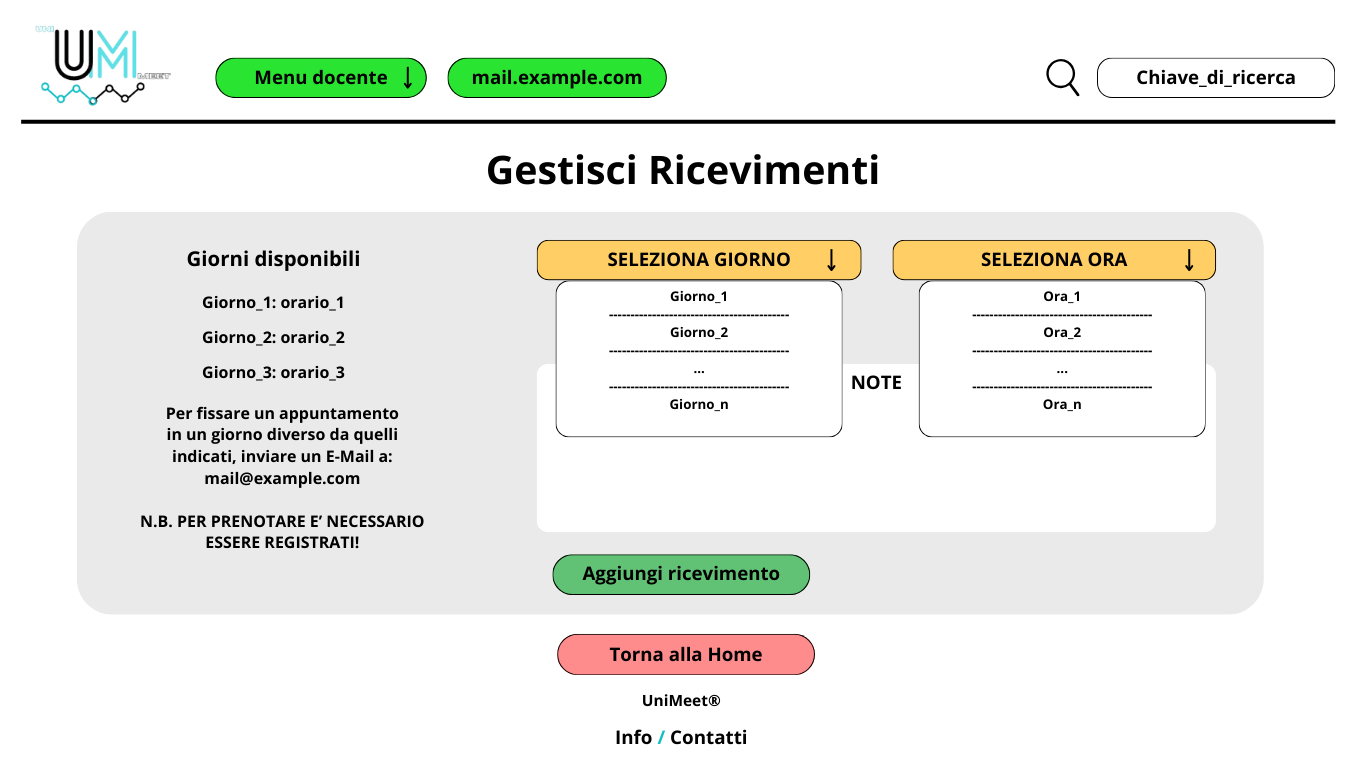 UNI
UM
MEET
Menu docente ↓
mail.example.com
Chiave_di_ricerca
Gestisci Ricevimenti
Giorni disponibili
Giorno_1: orario_1
Giorno_2: orario_2
Giorno_3: orario_3
Per fissare un appuntamento
in un giorno diverso da quelli
indicati, inviare un E-Mail a:
mail@example.com
N.B. PER PRENOTARE E’ NECESSARIO
ESSERE REGISTRATI!
SELEZIONA GIORNO ↓
Giorno_1
----------------------------------------
Giorno_2
----------------------------------------
...
----------------------------------------
Giorno_n
SELEZIONA ORA ↓
Ora_1
----------------------------------------
Ora_2
----------------------------------------
...
----------------------------------------
Ora_n
NOTE
Aggiungi ricevimento
Torna alla Home
UniMeet®
Info / Contatti